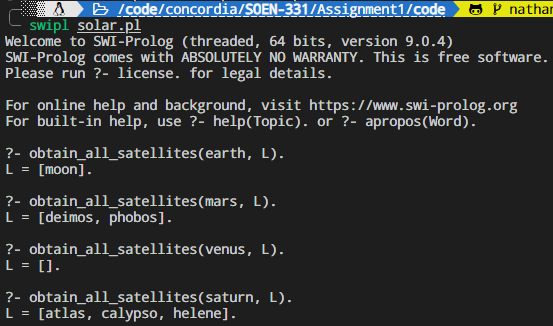 /code/concordia/SOEN-331/Assignment1/code nathan
swipl solar.pl
Welcome to SWI-Prolog (threaded, 64 bits, version 9.0.4)
SWI-Prolog comes with ABSOLUTELY NO WARRANTY. This is free software.
Please run ?- license. for legal details.
For online help and background, visit https://www.swi-prolog.org
For built-in help, use ?- help(Topic). or ?- apropos(Word).
?- obtain_all_satellites(earth, L).
L = [moon].
?- obtain_all_satellites(mars, L).
L = [deimos, phobos].
?- obtain_all_satellites(venus, L).
L = [].
?- obtain_all_satellites(saturn, L).
L = [atlas, calypso, helene].